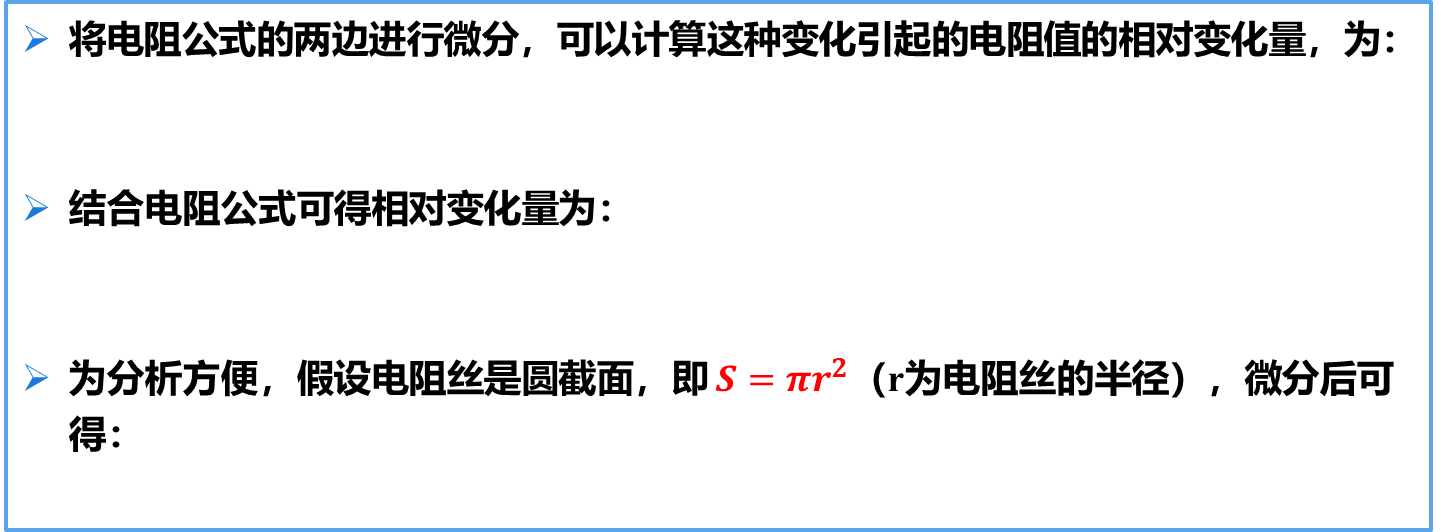 ➢ 将电阻公式的两边进行微分，可以计算这种变化引起的电阻值的相对变化量，为：
➢ 结合电阻公式可得相对变化量为：
➢ 为分析方便，假设电阻丝是圆截面，即 S = πr² （r为电阻丝的半径），微分后可
得：